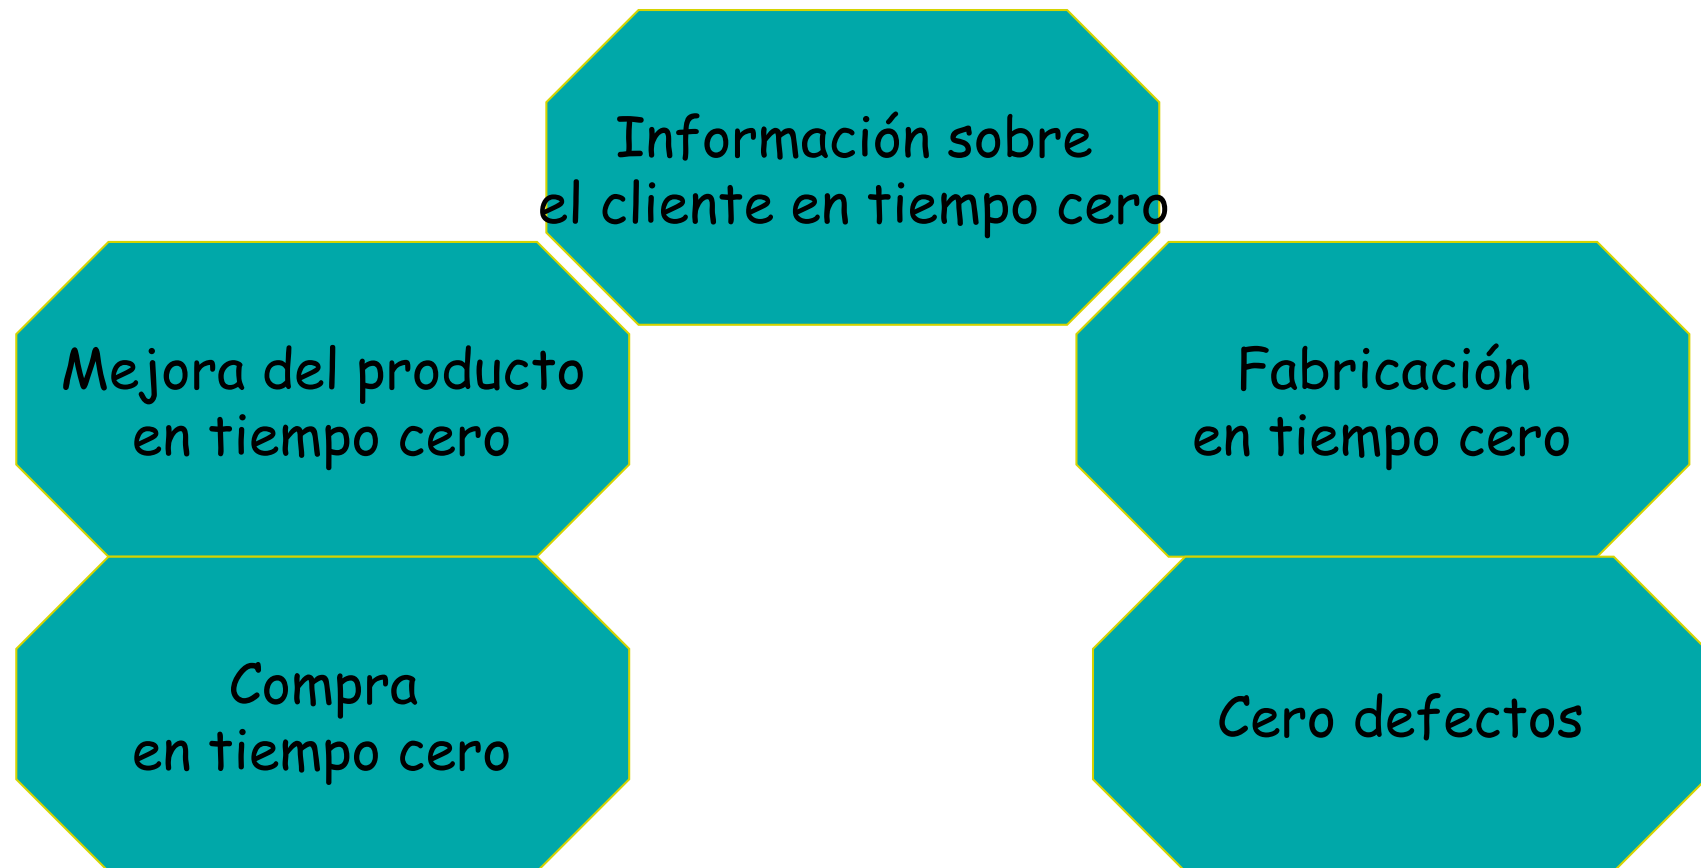 Información sobre
el cliente en tiempo cero
Mejora del producto
en tiempo cero
Fabricación
en tiempo cero
Compra
en tiempo cero
Cero defectos